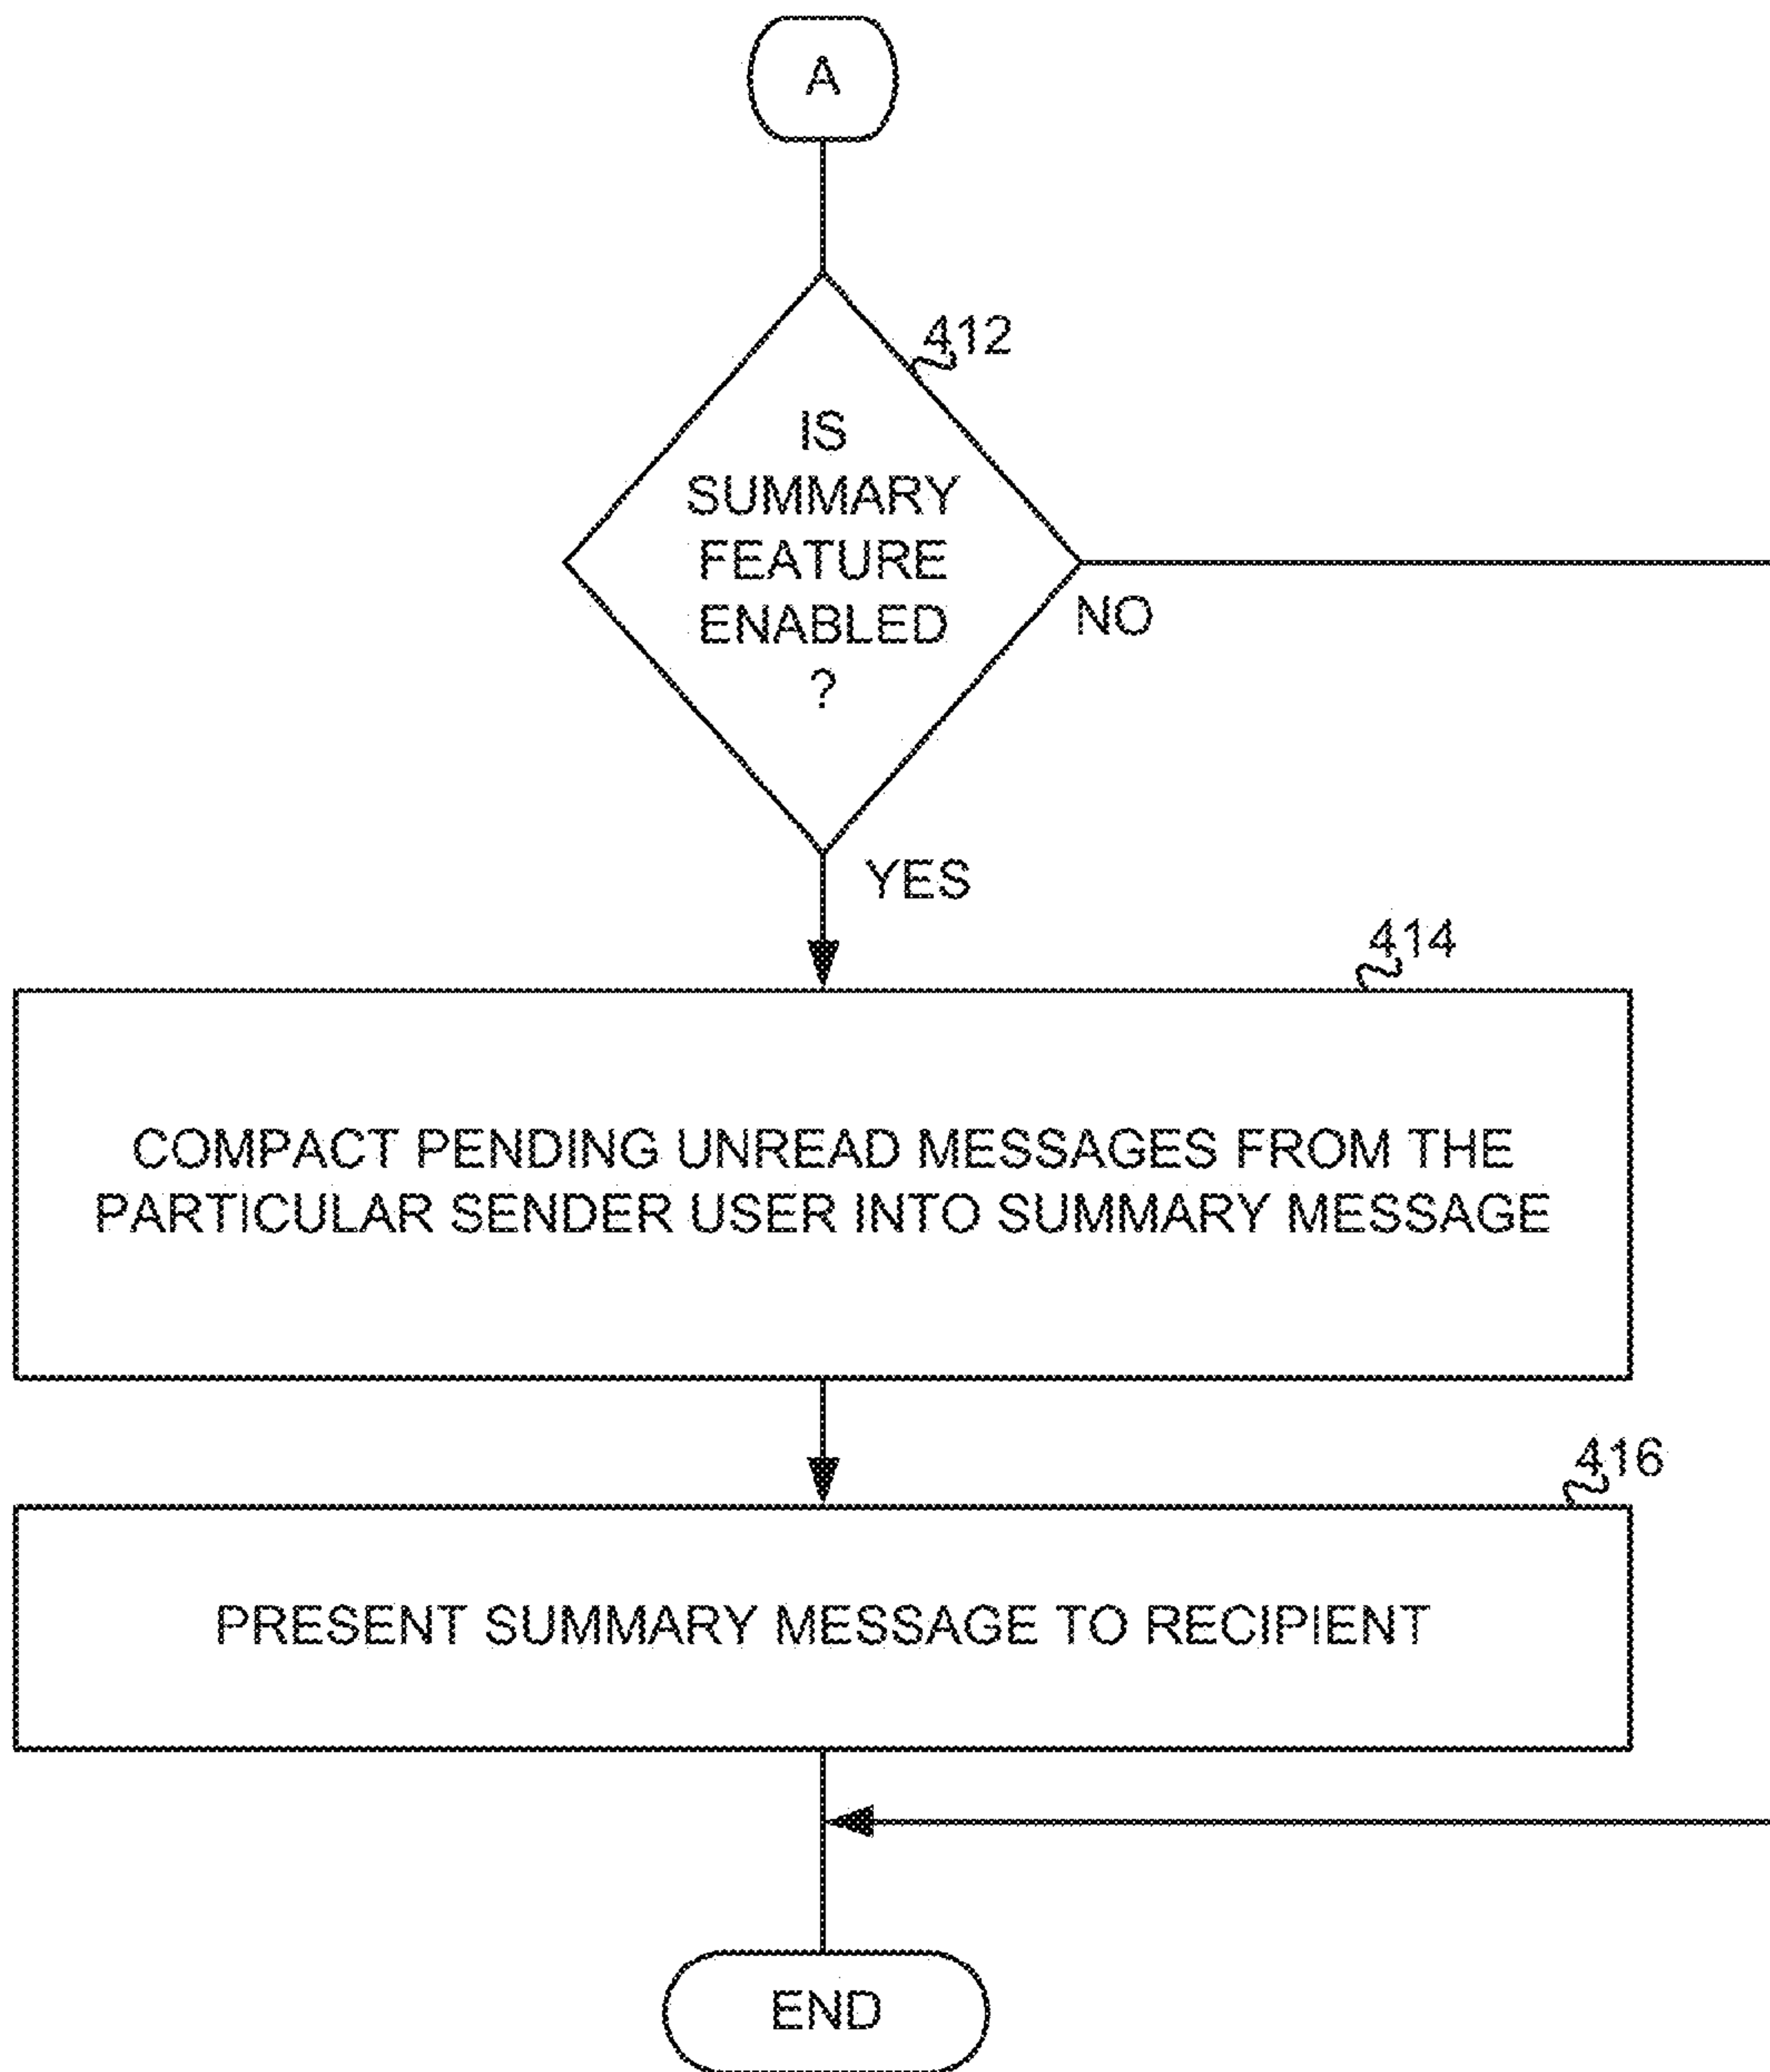 A
412
IS
SUMMARY
FEATURE
ENABLED
?
NO
YES
414
COMPACT PENDING UNREAD MESSAGES FROM THE
PARTICULAR SENDER USER INTO SUMMARY MESSAGE
416
PRESENT SUMMARY MESSAGE TO RECIPIENT
END